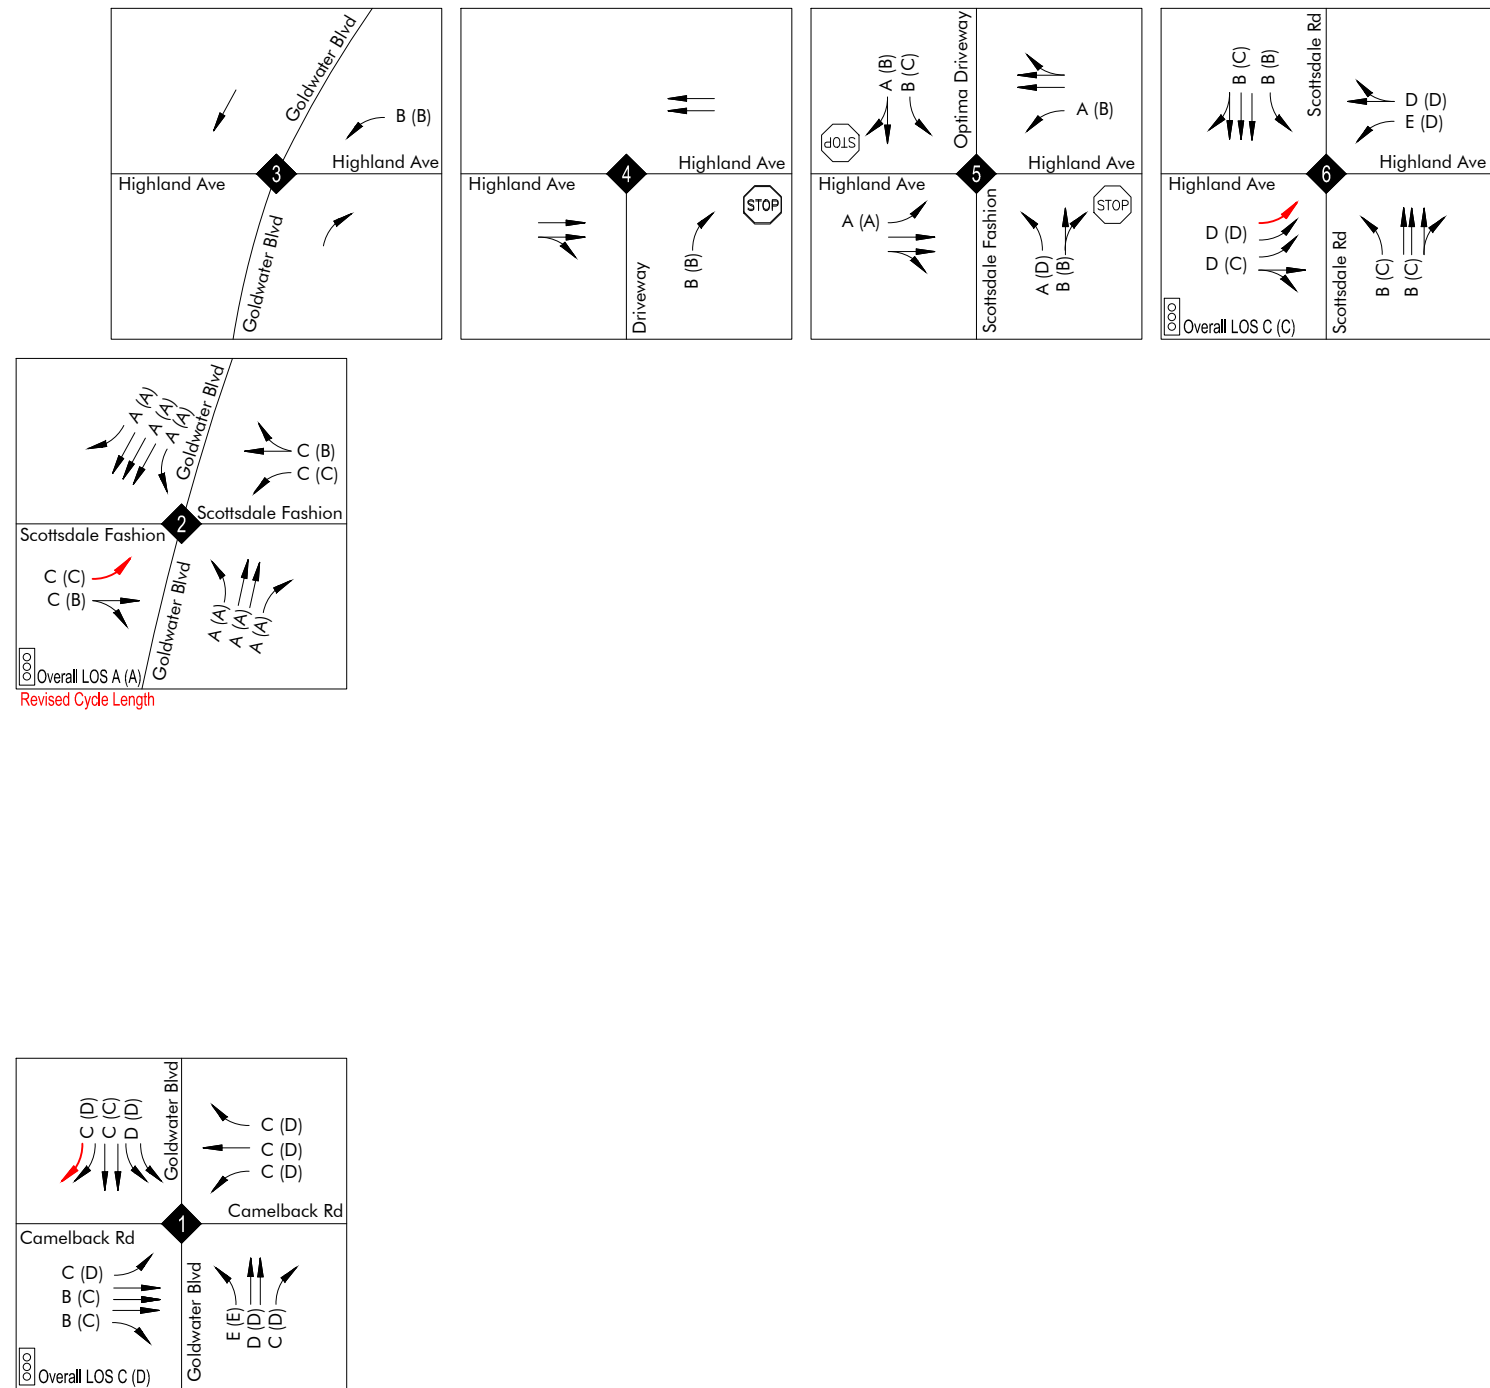 Goldwater Blvd
B (B)
Highland Ave
3
Highland Ave
Goldwater Blvd
Highland Ave
4
Highland Ave
STOP
B (B)
Driveway
A (B)
B (C)
Optima Driveway
A (B)
STOP
Highland Ave
5
Highland Ave
A (A)
STOP
A (D)
B (B)
Scottsdale Fashion
B (C)
B (B)
Scottsdale Rd
D (D)
E (D)
Highland Ave
6
Highland Ave
D (D)
D (C)
B (C)
B (C)
Scottsdale Rd
Overall LOS C (C)
A (A)
A (A)
A (A)
Goldwater Blvd
C (B)
C (C)
Scottsdale Fashion
2
Scottsdale Fashion
C (C)
C (B)
Goldwater Blvd
A (A)
A (A)
A (A)
Overall LOS A (A)
Revised Cycle Length
C (D)
C (C)
D (D)
Goldwater Blvd
C (D)
C (D)
C (D)
Camelback Rd
1
Camelback Rd
C (D)
B (C)
B (C)
Goldwater Blvd
E (E)
D (D)
C (D)
Overall LOS C (D)